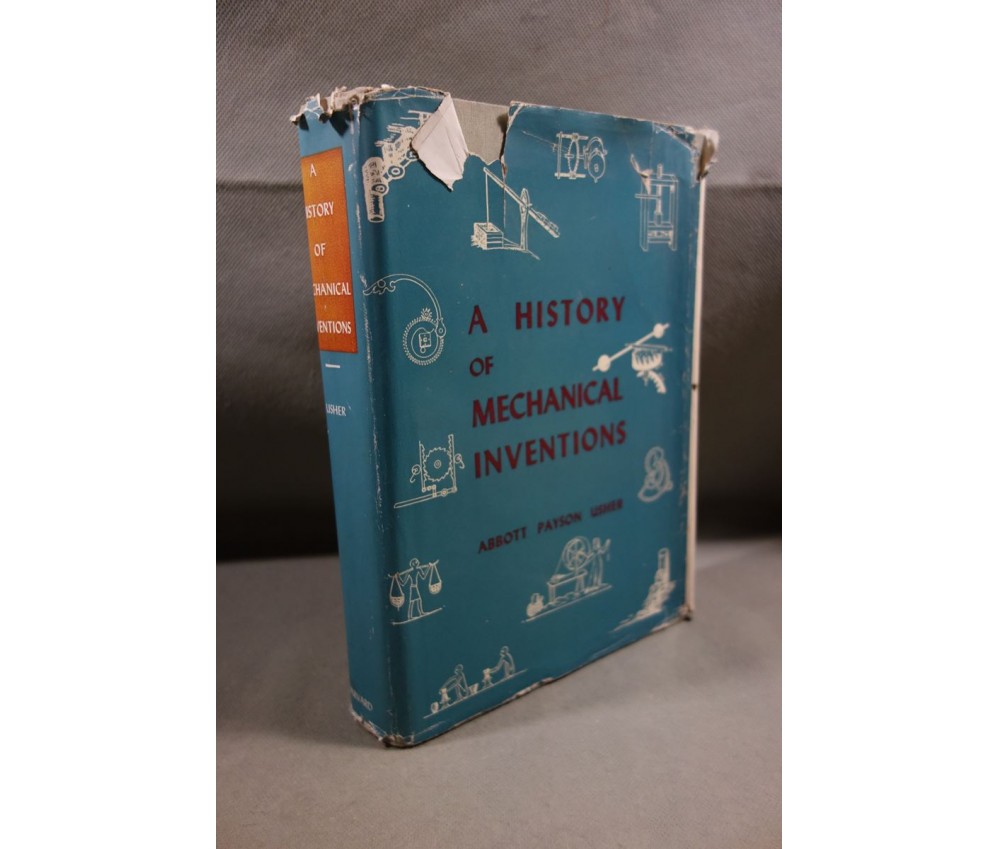 A
HISTORY
OF
MECHANICAL
INVENTIONS
USHER
A HISTORY
OF
MECHANICAL
INVENTIONS
ABBOTT PAYSON USHER